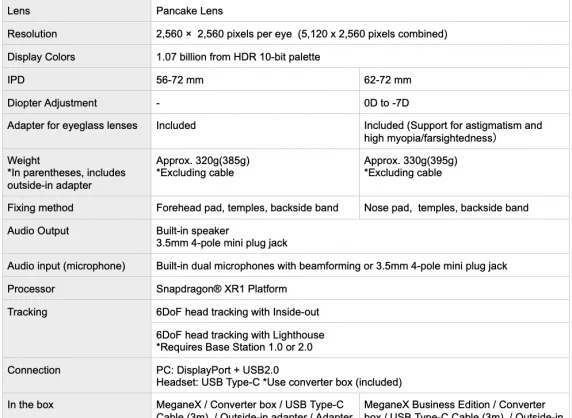 Lens Pancake Lens
Resolution 2,560 × 2,560 pixels per eye (5,120 x 2,560 pixels combined)
Display Colors 1.07 billion from HDR 10-bit palette
IPD 56-72 mm 62-72 mm
Diopter Adjustment - 0D to -7D
Adapter for eyeglass lenses Included Included (Support for astigmatism and
high myopia/farsightedness）
Weight Approx. 320g(385g) Approx. 330g(395g)
*In parentheses, includes *Excluding cable *Excluding cable
outside-in adapter
Fixing method Forehead pad, temples, backside band Nose pad, temples, backside band
Audio Output Built-in speaker
3.5mm 4-pole mini plug jack
Audio input (microphone) Built-in dual microphones with beamforming or 3.5mm 4-pole mini plug jack
Processor Snapdragon® XR1 Platform
Tracking 6DoF head tracking with Inside-out
6DoF head tracking with Lighthouse
*Requires Base Station 1.0 or 2.0
Connection PC: DisplayPort + USB2.0
Headset: USB Type-C *Use converter box (included)
In the box MeganeX / Converter box / USB Type-C MeganeX Business Edition / Converter
Cable (3m) / Outside-in adapter / Adapter box / USB Type-C Cable (3m) / Outside-in